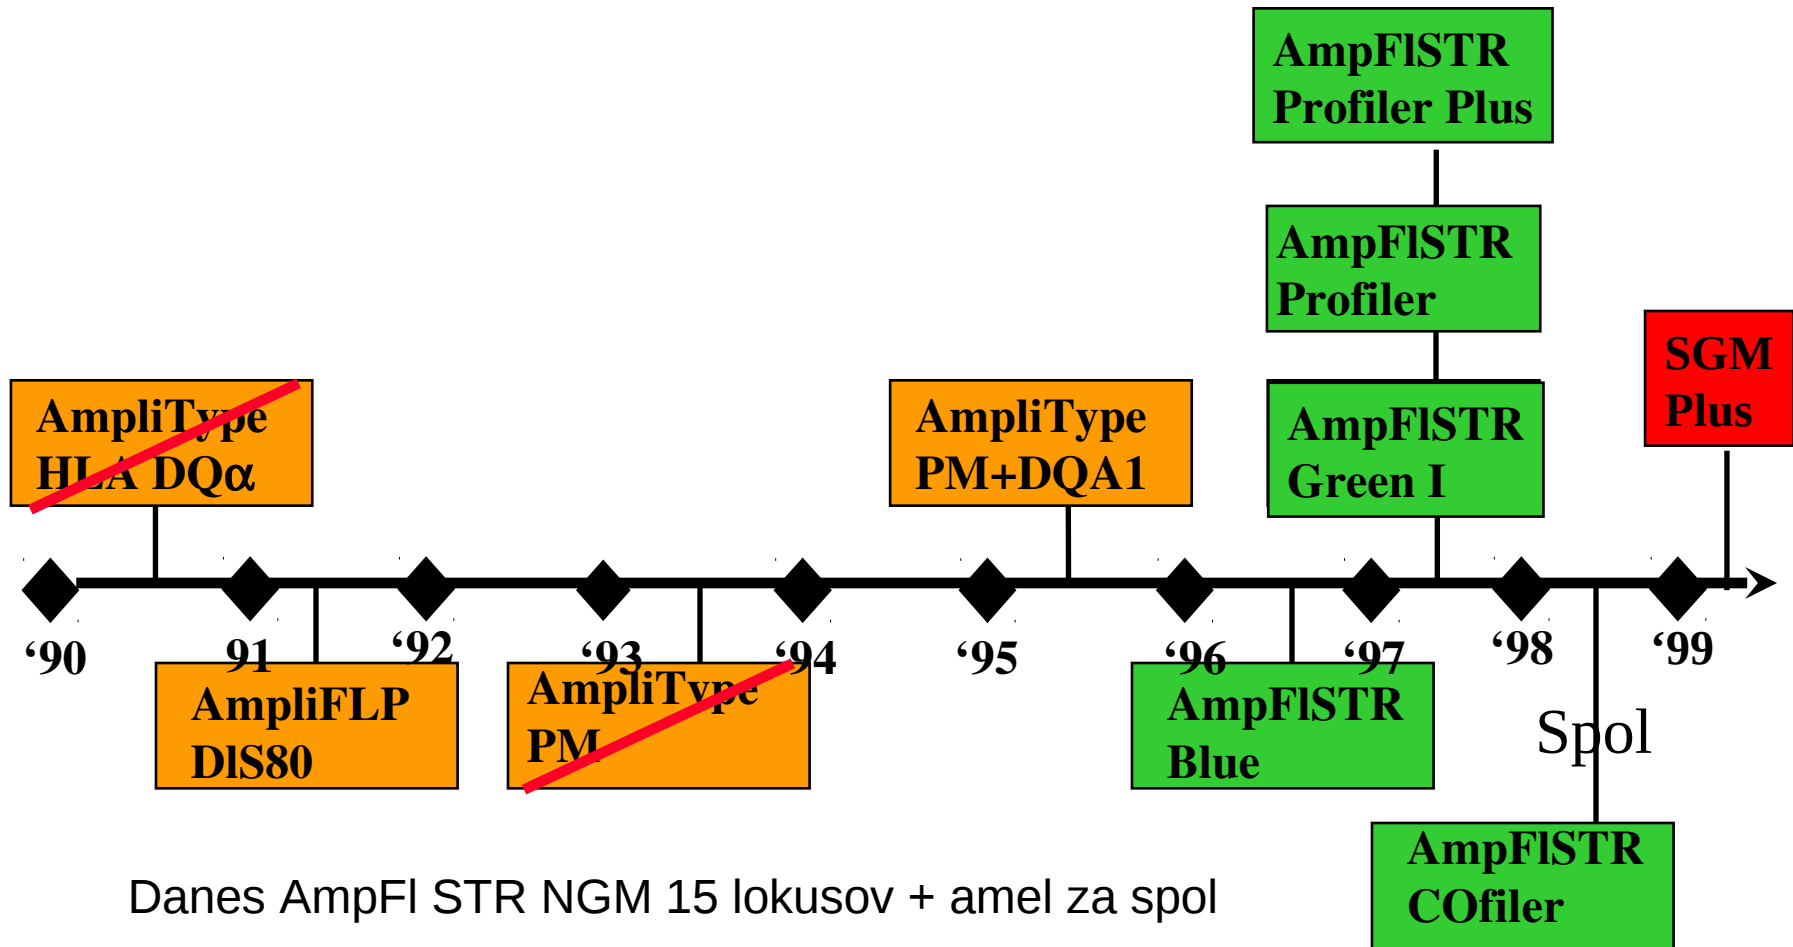 AmpFlSTR
Profiler Plus
AmpFlSTR
Profiler
SGM
Plus
AmpliType
HLA DQα
AmpliType
PM+DQA1
AmpFlSTR
Green I
‘90
91
‘92
‘93
‘94
‘95
‘96
‘97
‘98
‘99
AmpliFLP
DlS80
AmpliType
PM
AmpFlSTR
Blue
Spol
AmpFlSTR
COfiler
Danes AmpFl STR NGM 15 lokusov + amel za spol